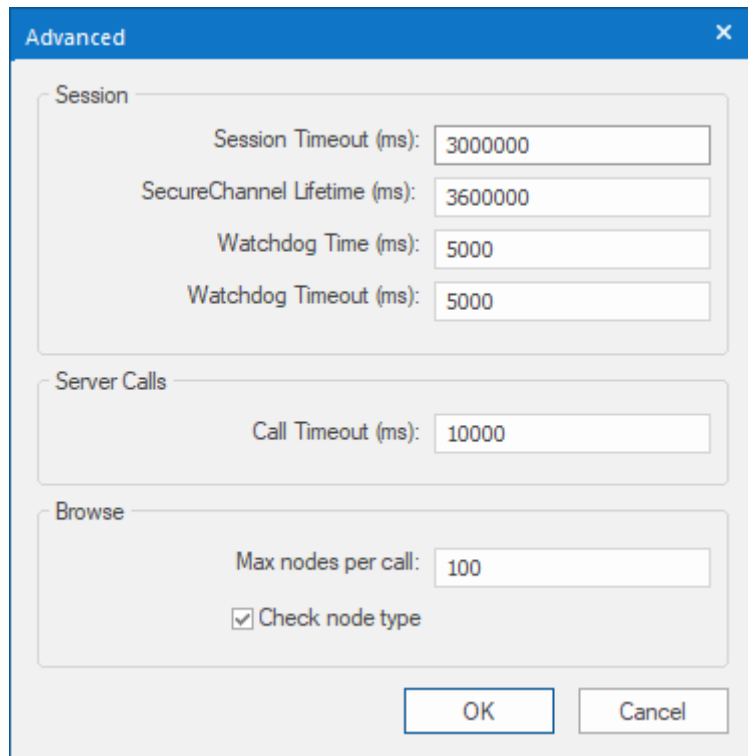 Advanced
Session
Session Timeout (ms): 3000000
SecureChannel Lifetime (ms): 3600000
Watchdog Time (ms): 5000
Watchdog Timeout (ms): 5000
Server Calls
Call Timeout (ms): 10000
Browse
Max nodes per call: 100
Check node type
OK Cancel